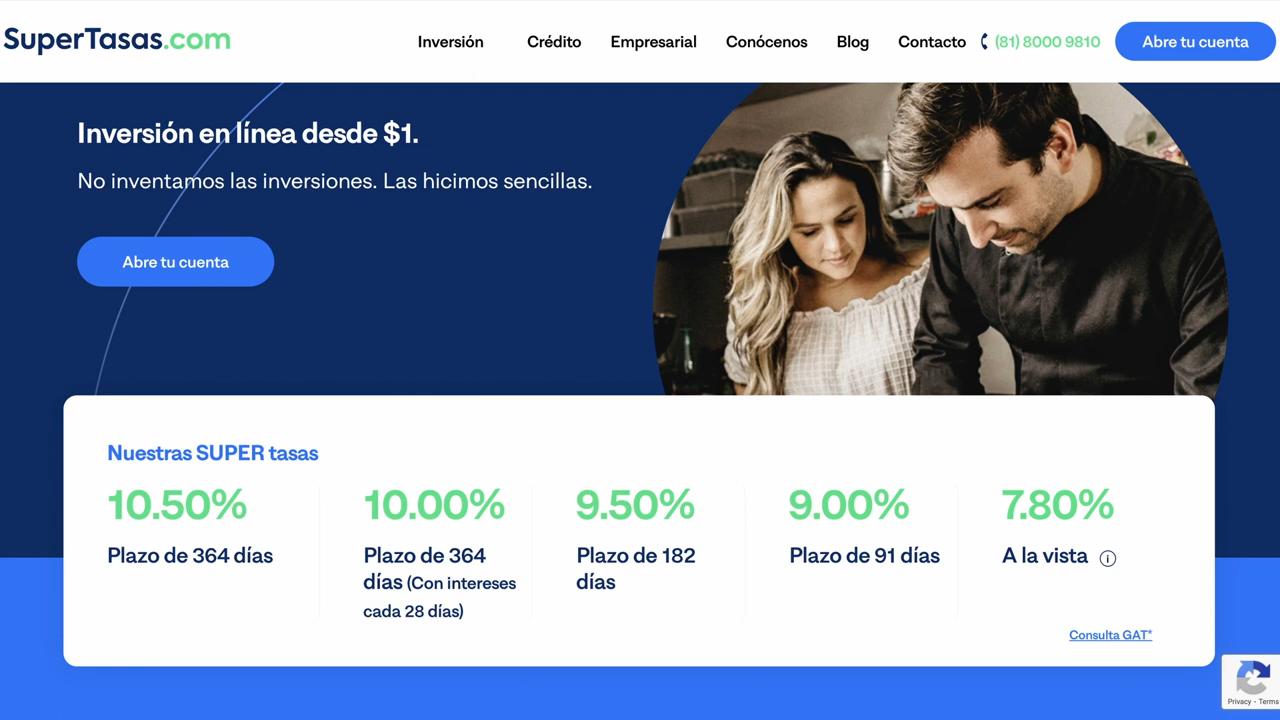 SuperTasas.com
Inversión
Crédito
Empresarial
Conócenos
Blog
Contacto
(81) 8000 9810
Abre tu cuenta
Inversión en línea desde $1.
No inventamos las inversiones. Las hicimos sencillas.
Abre tu cuenta
Nuestras SUPER tasas
10.50%
Plazo de 364 días
10.00%
Plazo de 364
días (Con intereses
cada 28 días)
9.50%
Plazo de 182
días
9.00%
Plazo de 91 días
7.80%
A la vista
Consulta GAT*
Privacy - Terms